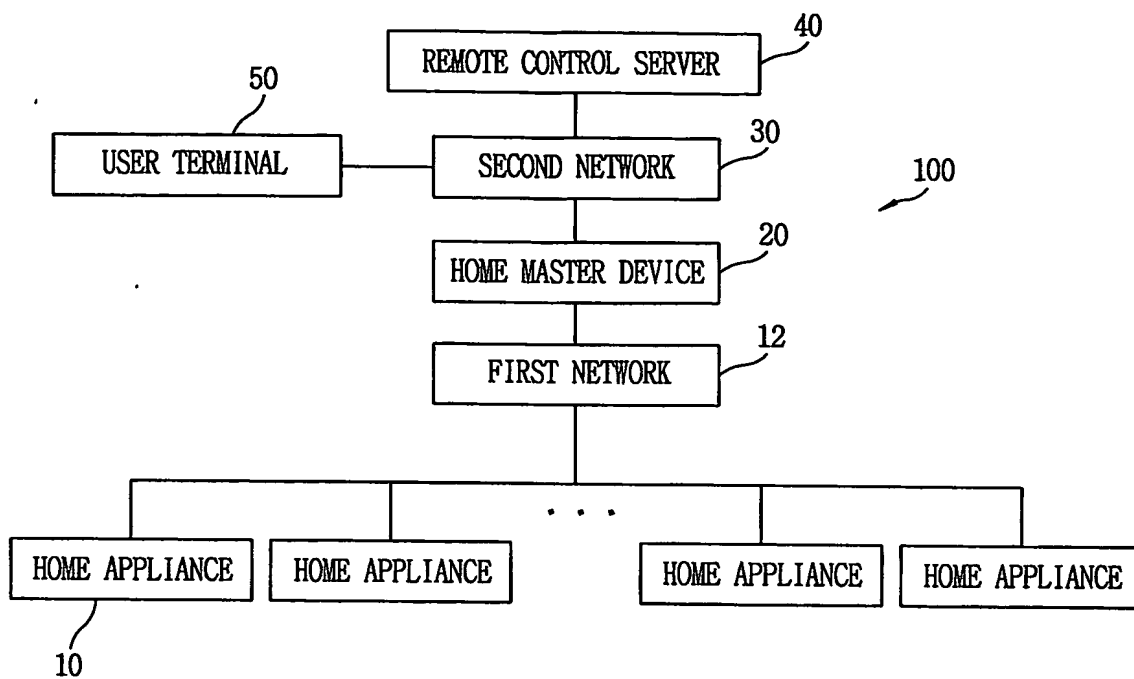 40
REMOTE CONTROL SERVER
50
USER TERMINAL
30
SECOND NETWORK
100
20
HOME MASTER DEVICE
12
FIRST NETWORK
. . .
HOME APPLIANCE
HOME APPLIANCE
HOME APPLIANCE
HOME APPLIANCE
10